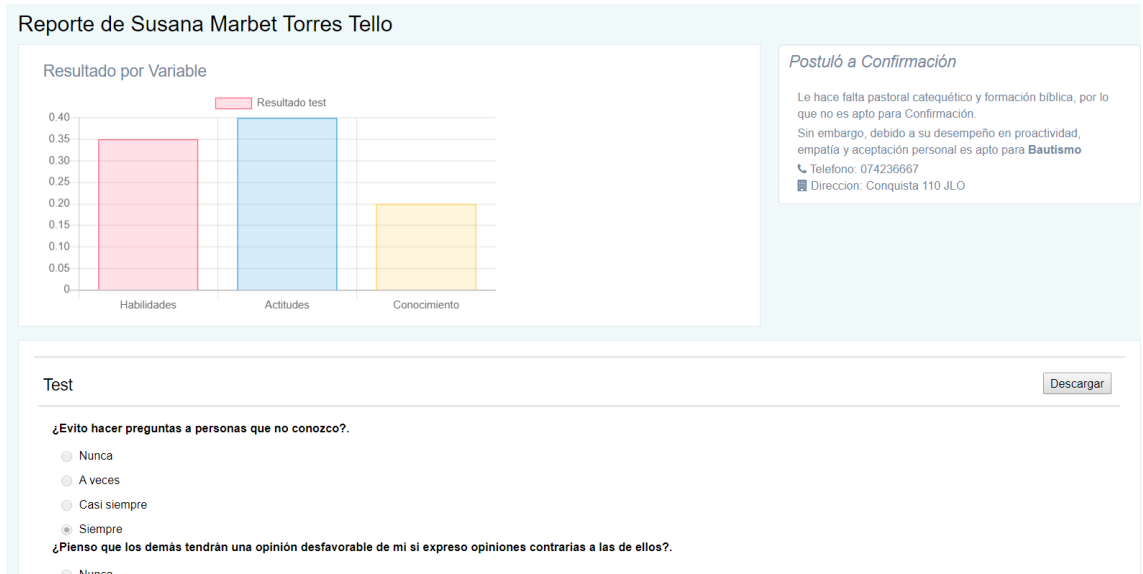 Reporte de Susana Marbet Torres Tello
Resultado por Variable
Resultado test
0.40
0.35
0.30
0.25
0.20
0.15
0.10
0.05
0
Habilidades
Actitudes
Conocimiento
Postuló a Confirmación
Le hace falta pastoral catequético y formación bíblica, por lo
que no es apto para Confirmación.
Sin embargo, debido a su desempeño en proactividad,
empatía y aceptación personal es apto para Bautismo
Telefono: 074236667
Direccion: Conquista 110 JLO
Test
Descargar
¿Evito hacer preguntas a personas que no conozco?.
Nunca
A veces
Casi siempre
Siempre
¿Pienso que los demás tendrán una opinión desfavorable de mí si expreso opiniones contrarias a las de ellos?.
Nunca